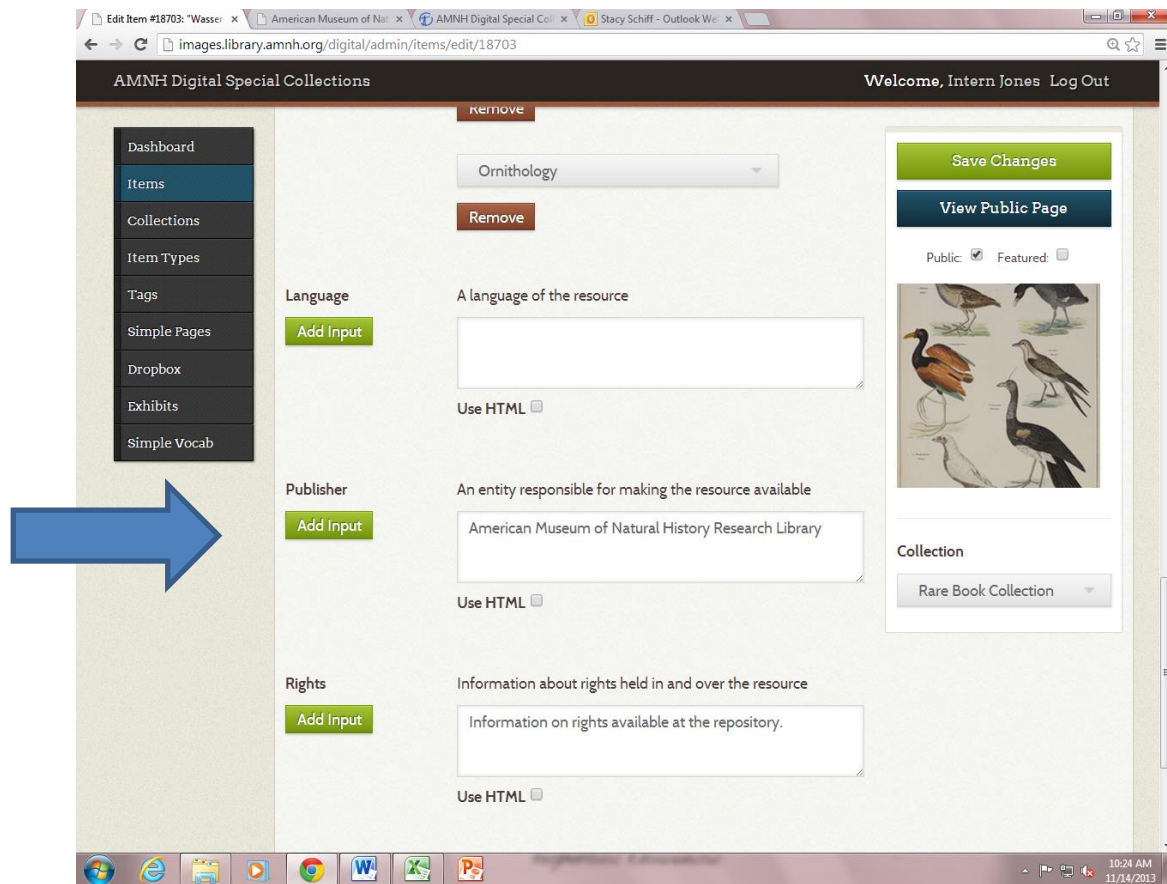 Edit Item #18703: "Wasser
American Museum of Nat
AMNH Digital Special Coll
Stacy Schiff - Outlook We
images.library.amnh.org/digital/admin/items/edit/18703
AMNH Digital Special Collections
Welcome, Intern Jones Log Out
Remove
Dashboard
Items
Collections
Item Types
Tags
Simple Pages
Dropbox
Exhibits
Simple Vocab
Ornithology
Remove
Language
Add Input
A language of the resource
Use HTML
Publisher
Add Input
An entity responsible for making the resource available
American Museum of Natural History Research Library
Use HTML
Rights
Add Input
Information about rights held in and over the resource
Information on rights available at the repository.
Use HTML
Save Changes
View Public Page
Public: Featured:
Collection
Rare Book Collection
10:24 AM
11/14/2013